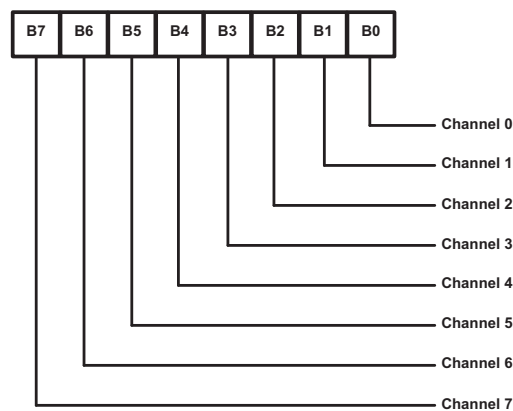 B7 B6 B5 B4 B3 B2 B1 B0
Channel 0
Channel 1
Channel 2
Channel 3
Channel 4
Channel 5
Channel 6
Channel 7